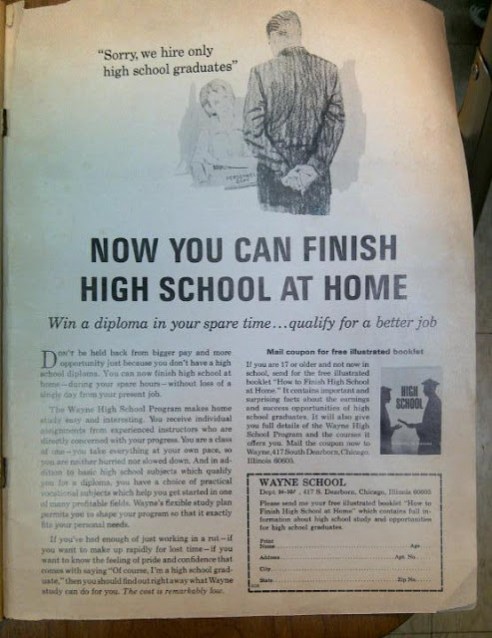 "Sorry, we hire only
high school graduates"
NOW YOU CAN FINISH
HIGH SCHOOL AT HOME
Win a diploma in your spare time...qualify for a better job
Don't be held back from bigger pay and more
opportunity just because you don't have a high
school diploma. You can now finish high school at
home—during your spare hours—without loss of a
single day from your present job.
The Wayne High School Program makes home
study easy and interesting. You receive individual
assignments from experienced instructors who are
directly concerned with your progress. You are a class
of one—you take everything at your own pace, so
you are neither hurried nor slowed down. And in ad-
dition to basic high school subjects which qualify
you for a diploma, you have a choice of practical
vocational subjects which help you get started in one
of many profitable fields. Wayne's flexible study plan
permits you to shape your program so that it exactly
fits your personal needs.
If you've had enough of just working in a rut—if
you want to make up rapidly for lost time—if you
want to know the feeling of pride and confidence that
comes with saying "Of course, I'm a high school grad-
uate," then you should find out right away what Wayne
study can do for you. The cost is remarkably low.
Mail coupon for free illustrated booklet
If you are 17 or older and not now in
school, send for the free illustrated
booklet "How to Finish High School
at Home." It contains important and
surprising facts about the earnings
and success opportunities of high
school graduates. It will also give
you full details of the Wayne High
School Program and the courses it
offers you. Mail the coupon now to
Wayne, 417 South Dearborn, Chicago,
Illinois 60605.
HIGH
SCHOOL
WAYNE SCHOOL
Dept. , 417 S. Dearborn, Chicago, Illinois 60605
Please send me your free illustrated booklet "How to
Finish High School at Home" which contains full in-
formation about high school study and opportunities
for high school graduates.
Print
Name Age
Address Apt. No.
City
State Zip No.